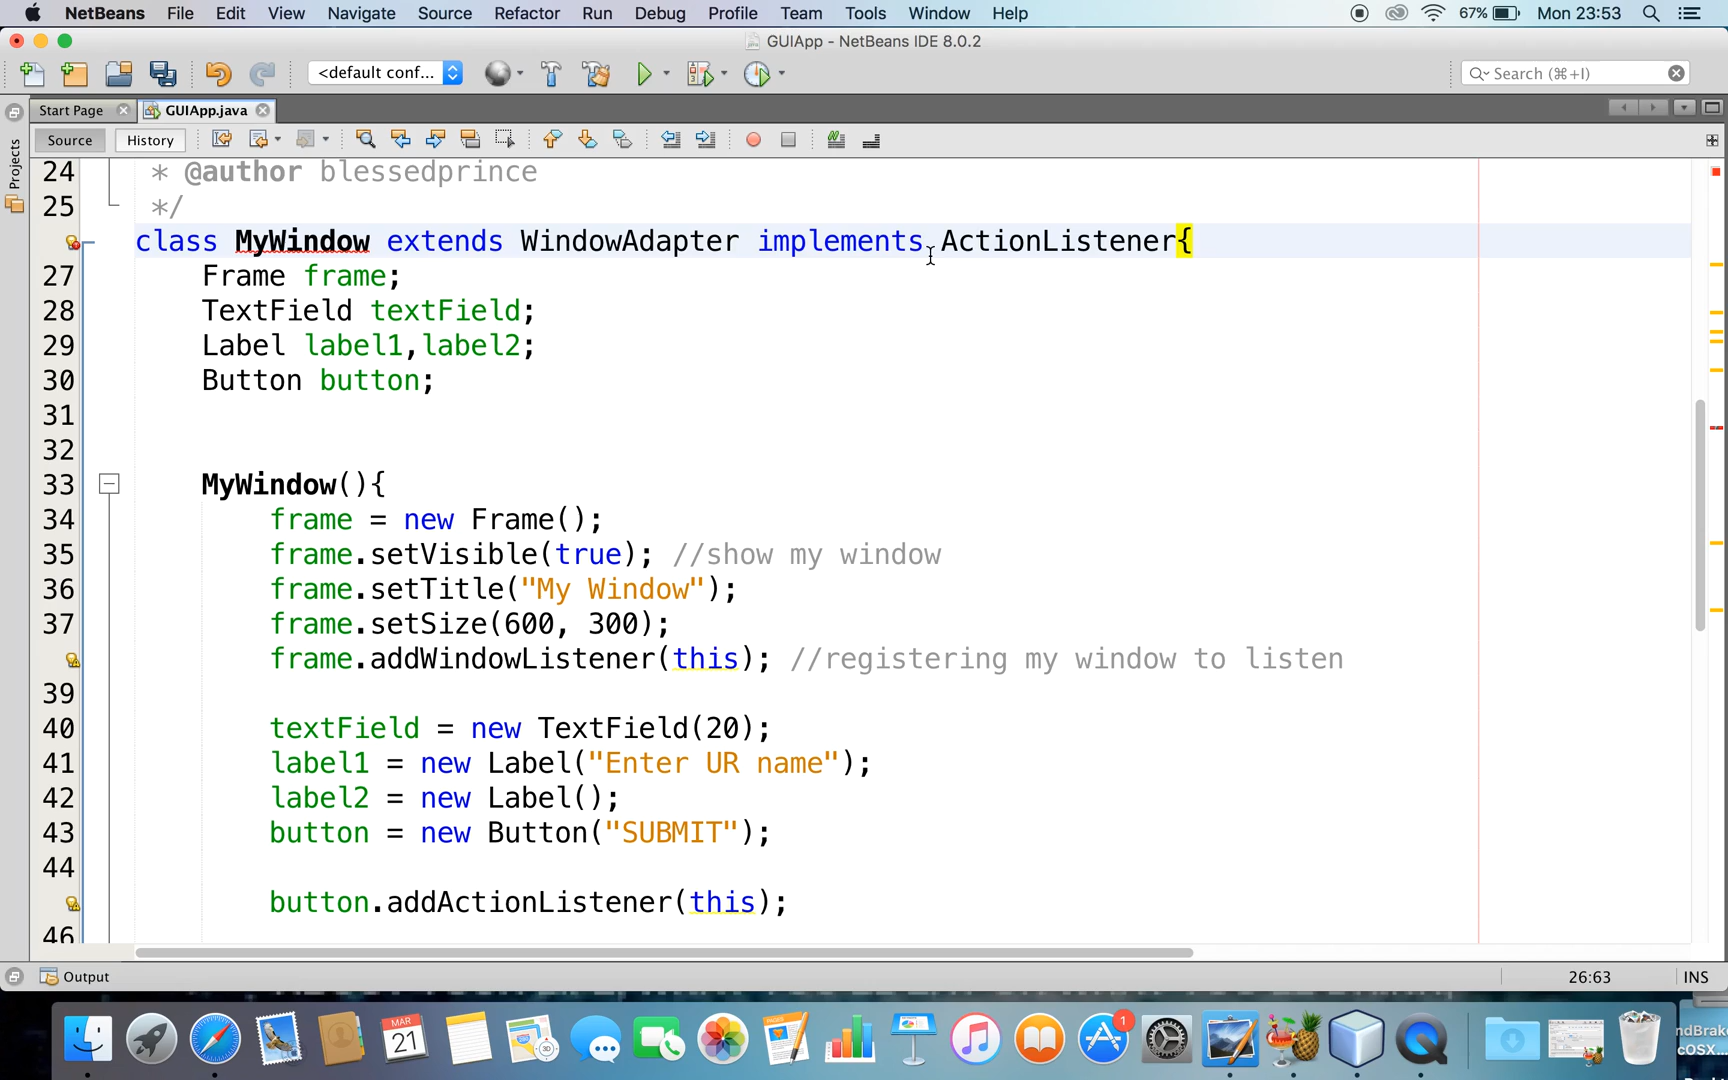 NetBeans File Edit View Navigate Source Refactor Run Debug Profile Team Tools Window Help 67% Mon 23:53
GUIApp - NetBeans IDE 8.0.2
<default conf... Search (⌘+I)
Start Page GUIApp.java
Source History
Projects
24 * @author blessedprince
25 */
class MyWindow extends WindowAdapter implements ActionListener{
27 Frame frame;
28 TextField textField;
29 Label label1,label2;
30 Button button;
31
32
33 MyWindow(){
34 frame = new Frame();
35 frame.setVisible(true); //show my window
36 frame.setTitle("My Window");
37 frame.setSize(600, 300);
frame.addWindowListener(this); //registering my window to listen
39
40 textField = new TextField(20);
41 label1 = new Label("Enter UR name");
42 label2 = new Label();
43 button = new Button("SUBMIT");
44
button.addActionListener(this);
46
Output 26:63 INS
MAR
21
3D
1
ndBrake
cOSX...